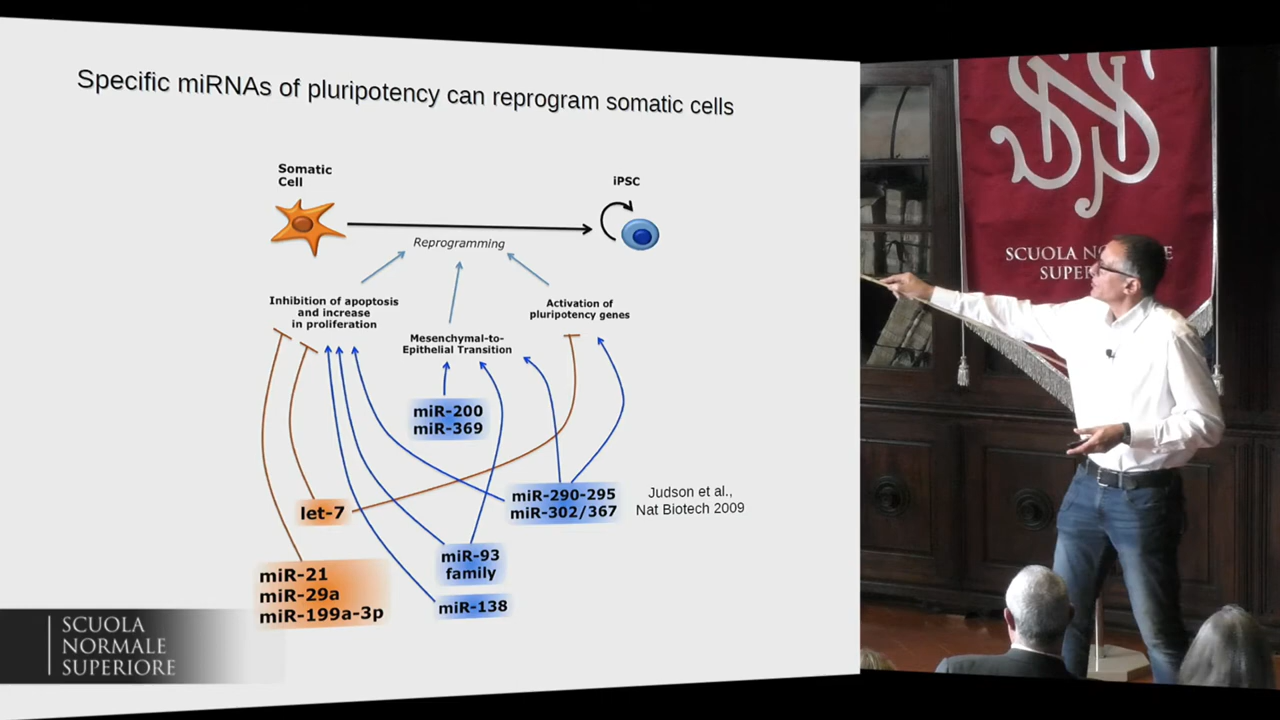 Specific miRNAs of pluripotency can reprogram somatic cells
Somatic
Cell
iPSC
Reprogramming
Inhibition of apoptosis
and increase
in proliferation
Activation of
pluripotency genes
Mesenchymal-to-
Epithelial Transition
miR-200
miR-369
miR-290-295
miR-302/367
Judson et al.,
Nat Biotech 2009
let-7
miR-93
family
miR-21
miR-29a
miR-199a-3p
miR-138
SCUOLA
NORMALE
SUPERIORE
SNS
SCUOLA